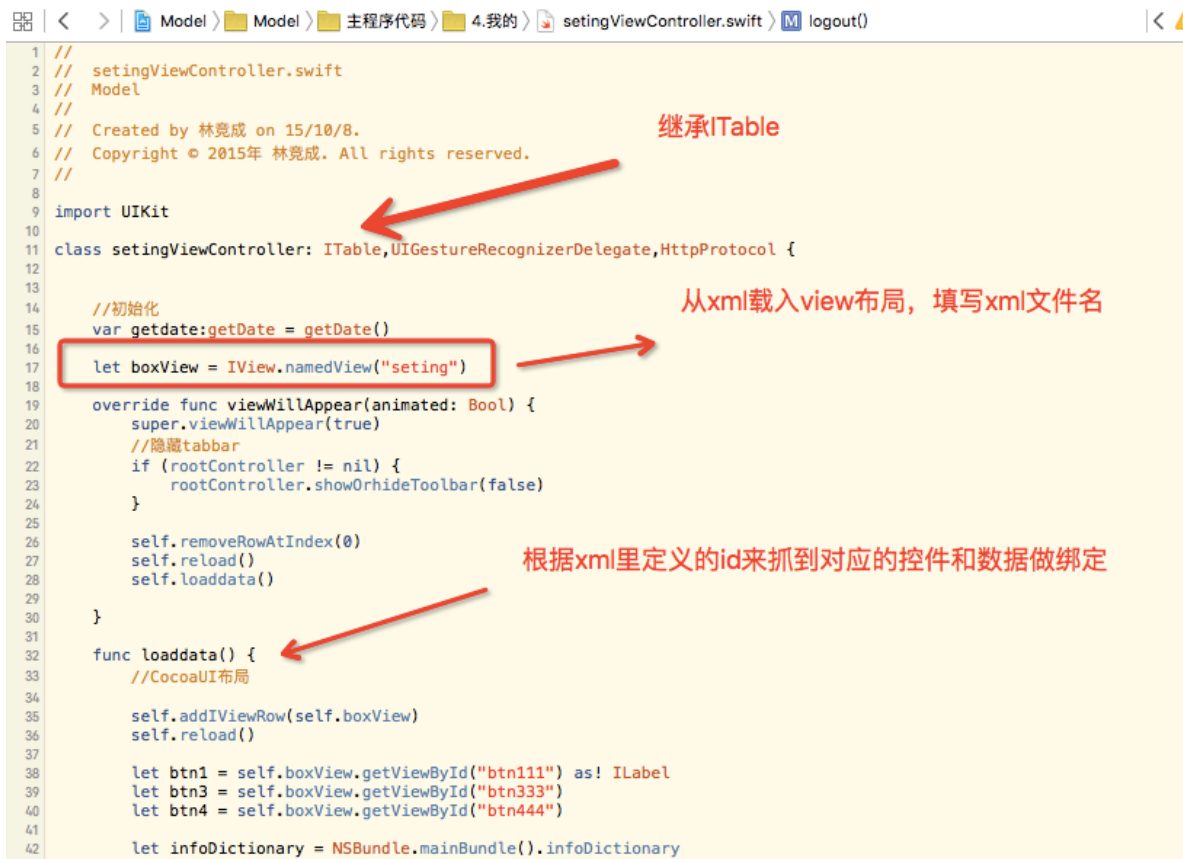 Model 〉 Model 〉 主程序代码 〉 4.我的 〉 setingViewController.swift 〉 M logout()
1 //
2 //  setingViewController.swift
3 //  Model
4 //
5 //  Created by 林竞成 on 15/10/8.
继承ITable
6 //  Copyright © 2015年 林竞成. All rights reserved.
7 //
8
9 import UIKit
10
11 class setingViewController: ITable,UIGestureRecognizerDelegate,HttpProtocol {
12
13
从xml载入view布局，填写xml文件名
14     //初始化
15     var getdate:getDate = getDate()
16
17     let boxView = IView.namedView("seting")
18
19     override func viewWillAppear(animated: Bool) {
20         super.viewWillAppear(true)
21         //隐藏tabbar
22         if (rootController != nil) {
23             rootController.showOrhideToolbar(false)
24         }
25
26         self.removeRowAtIndex(0)
根据xml里定义的id来抓到对应的控件和数据做绑定
27         self.reload()
28         self.loaddata()
29
30     }
31
32     func loaddata() {
33         //CocoaUI布局
34
35         self.addIViewRow(self.boxView)
36         self.reload()
37
38         let btn1 = self.boxView.getViewById("btn111") as! ILabel
39         let btn3 = self.boxView.getViewById("btn333")
40         let btn4 = self.boxView.getViewById("btn444")
41
42         let infoDictionary = NSBundle.mainBundle().infoDictionary